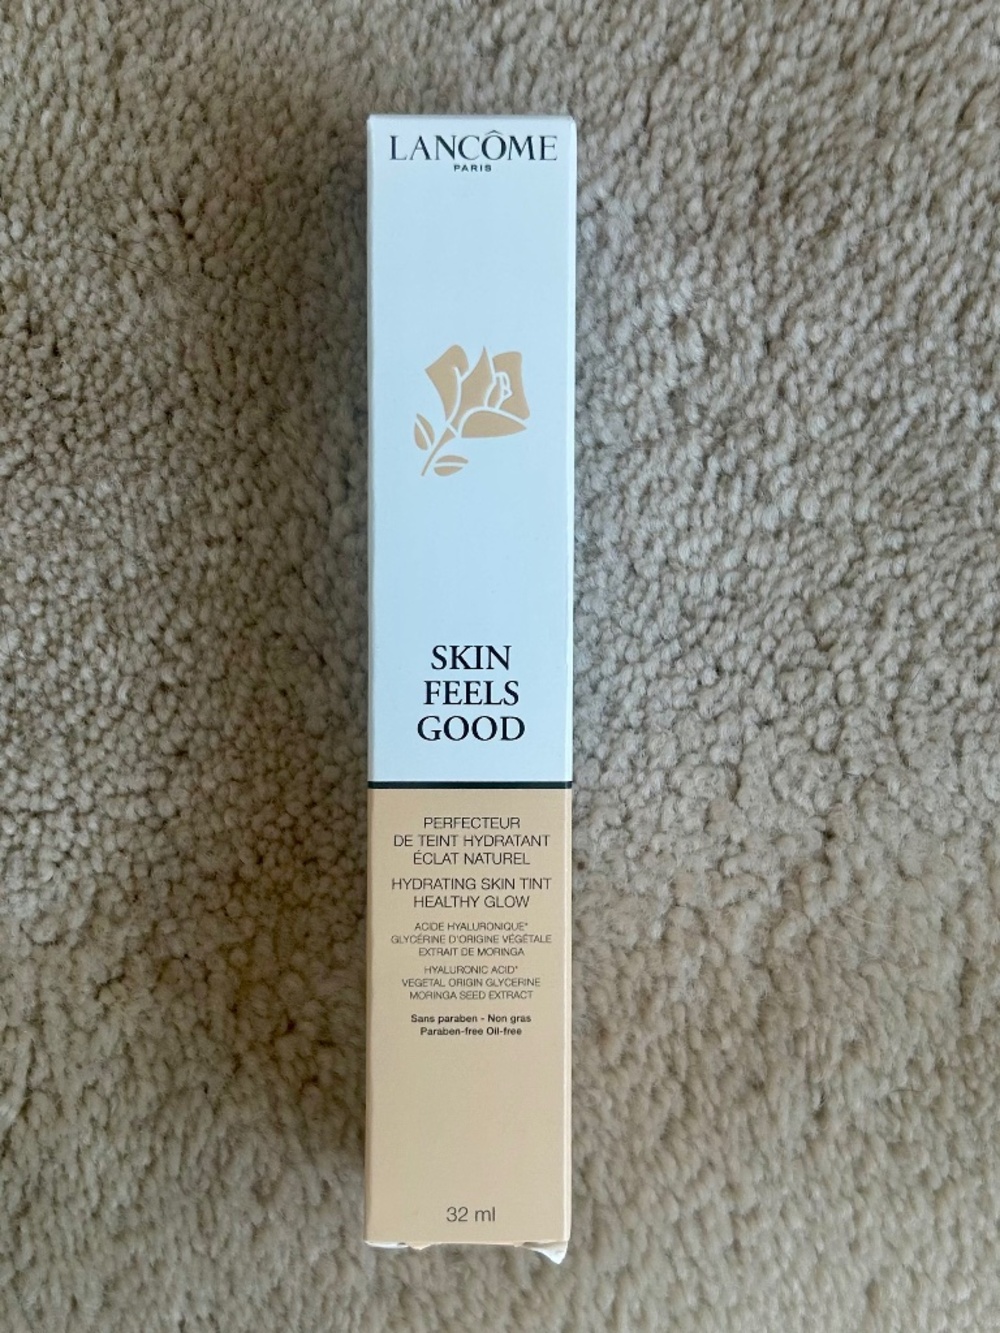 LANCÔME
PARIS
SKIN
FEELS
GOOD
PERFECTEUR
DE TEINT HYDRATANT
ÉCLAT NATUREL
HYDRATING SKIN TINT
HEALTHY GLOW
ACIDE HYALURONIQUE*
GLYCÉRINE D'ORIGINE VÉGÉTALE
EXTRAIT DE MORINGA
HYALURONIC ACID*
VEGETAL ORIGIN GLYCERINE
MORINGA SEED EXTRACT
Sans paraben - Non gras
Paraben-free Oil-free
32 ml